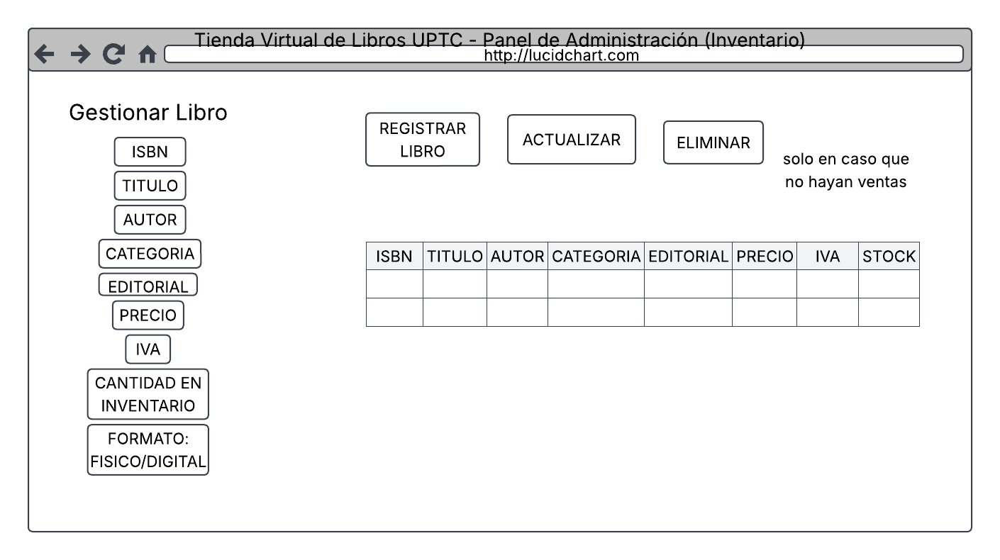 Tienda Virtual de Libros UPTC - Panel de Administración (Inventario)
http://lucidchart.com
Gestionar Libro
ISBN
TITULO
AUTOR
CATEGORIA
EDITORIAL
PRECIO
IVA
CANTIDAD EN
INVENTARIO
FORMATO:
FISICO/DIGITAL
REGISTRAR
LIBRO
ACTUALIZAR
ELIMINAR
solo en caso que
no hayan ventas
ISBN TITULO AUTOR CATEGORIA EDITORIAL PRECIO IVA STOCK